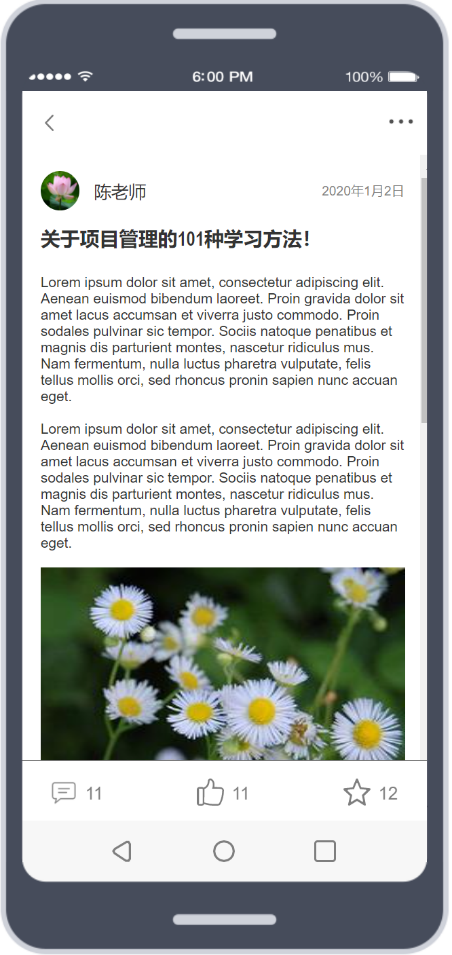 6:00 PM 100%
陈老师 2020年1月2日
关于项目管理的101种学习方法！
Lorem ipsum dolor sit amet, consectetur adipiscing elit.
Aenean euismod bibendum laoreet. Proin gravida dolor sit
amet lacus accumsan et viverra justo commodo. Proin
sodales pulvinar sic tempor. Sociis natoque penatibus et
magnis dis parturient montes, nascetur ridiculus mus.
Nam fermentum, nulla luctus pharetra vulputate, felis
tellus mollis orci, sed rhoncus pronin sapien nunc accuan
eget.
Lorem ipsum dolor sit amet, consectetur adipiscing elit.
Aenean euismod bibendum laoreet. Proin gravida dolor sit
amet lacus accumsan et viverra justo commodo. Proin
sodales pulvinar sic tempor. Sociis natoque penatibus et
magnis dis parturient montes, nascetur ridiculus mus.
Nam fermentum, nulla luctus pharetra vulputate, felis
tellus mollis orci, sed rhoncus pronin sapien nunc accuan
eget.
11 11 12